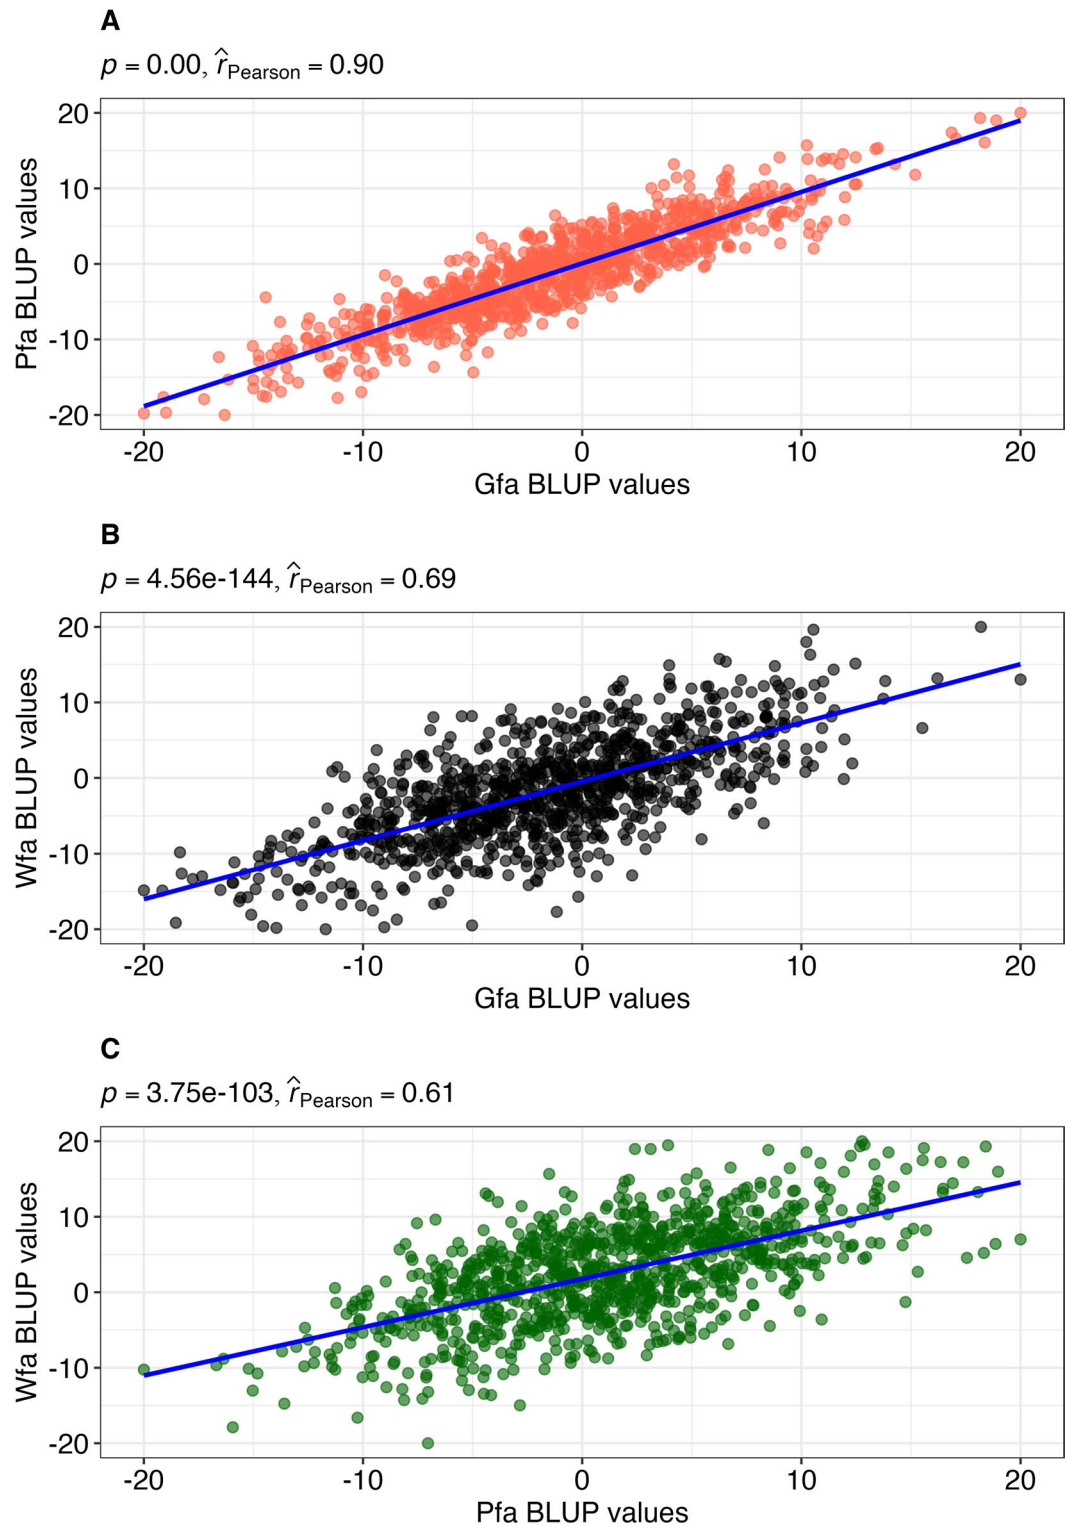 A
p = 0.00, r̂Pearson = 0.90
20
10
0
-10
-20
Pfa BLUP values
-20 -10 0 10 20
Gfa BLUP values
B
p = 4.56e-144, r̂Pearson = 0.69
20
10
0
-10
-20
Wfa BLUP values
-20 -10 0 10 20
Gfa BLUP values
C
p = 3.75e-103, r̂Pearson = 0.61
20
10
0
-10
-20
Wfa BLUP values
-20 -10 0 10 20
Pfa BLUP values